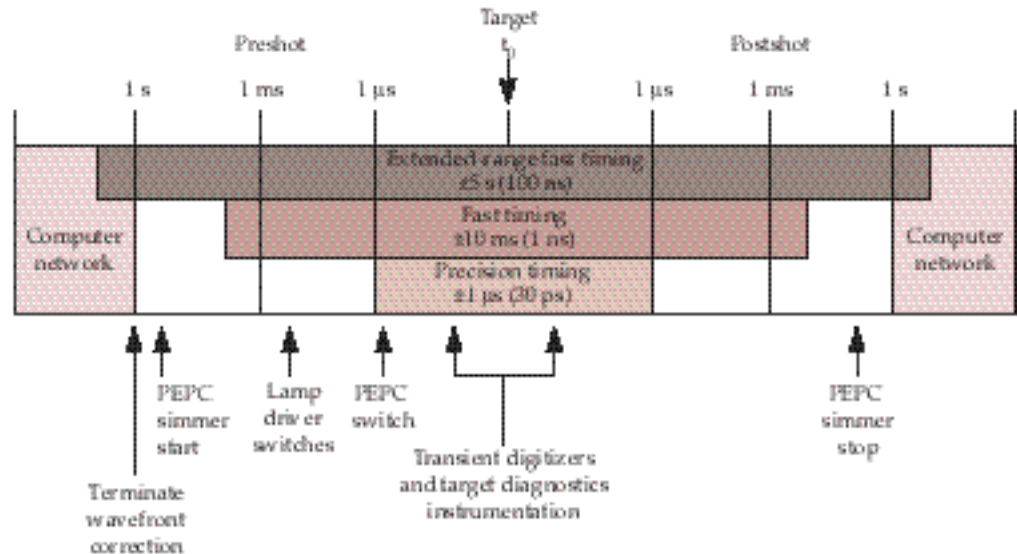 Target
t₀
Preshot
Postshot
1 s
1 ms
1 µs
1 µs
1 ms
1 s
Extended-range fast timing
±5 s (100 ns)
Fast timing
±10 ms (1 ns)
Precision timing
±1 µs (30 ps)
Computer
network
Computer
network
PEPC
simmer
start
Lamp
driver
switches
PEPC
switch
PEPC
simmer
stop
Transient digitizers
and target diagnostics
instrumentation
Terminate
wavefront
correction